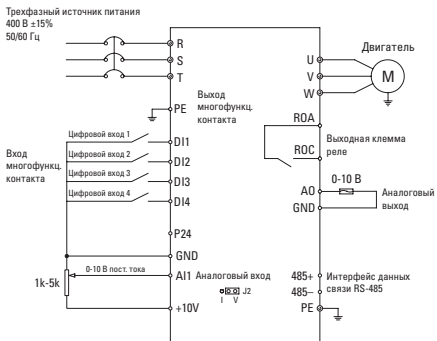 Трехфазный источник питания
400 В ±15%
50/60 Гц
R
S
T
PE
Выход
многофункц.
контакта
U
V
W
Двигатель
M
ROA
ROC
Выходная клемма
реле
Вход
многофункц.
контакта
Цифровой вход 1
Цифровой вход 2
Цифровой вход 3
Цифровой вход 4
DI1
DI2
DI3
DI4
AO
GND
0-10 В
Аналоговый
выход
P24
GND
1k-5k
0-10 В пост. тока
AI1 Аналоговый вход
J2
I V
+10V
485+
485–
Интерфейс данных
связи RS-485
PE